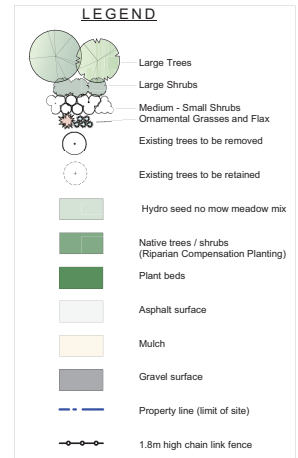 LEGEND
Large Trees
Large Shrubs
Medium - Small Shrubs
Ornamental Grasses and Flax
Existing trees to be removed
Existing trees to be retained
Hydro seed no mow meadow mix
Native trees / shrubs
(Riparian Compensation Planting)
Plant beds
Asphalt surface
Mulch
Gravel surface
Property line (limit of site)
1.8m high chain link fence